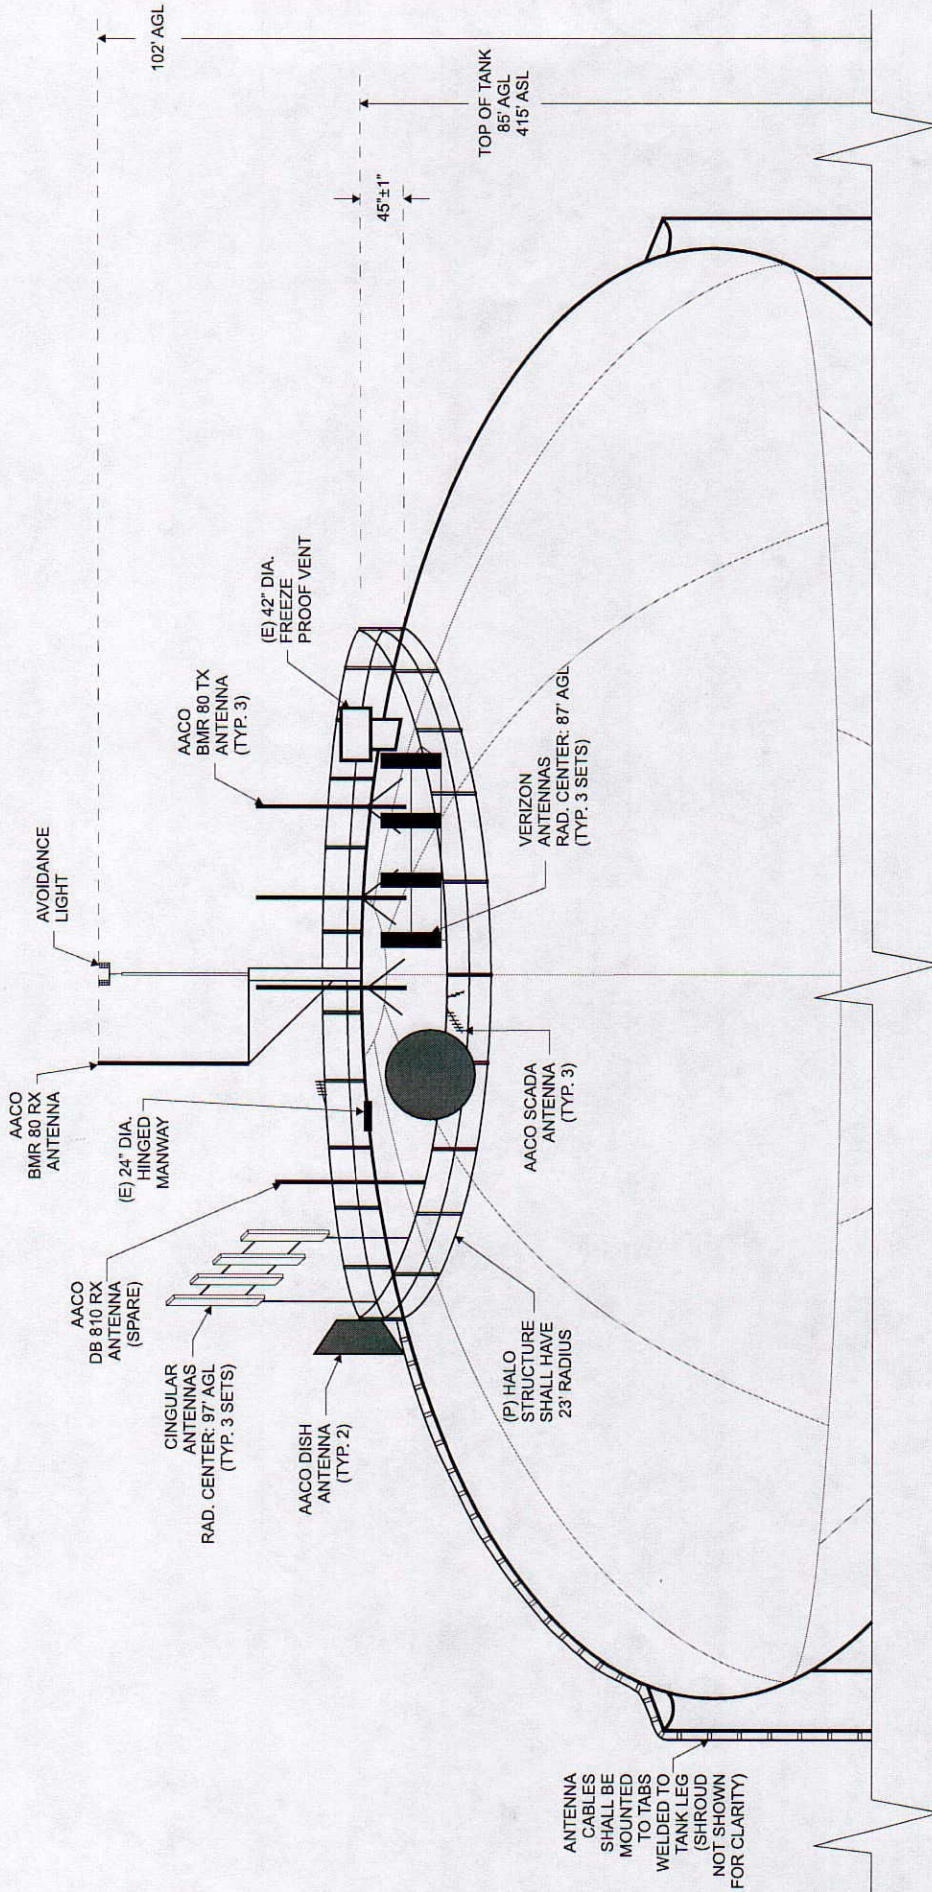 AVOIDANCE
LIGHT
102' AGL
AACO
BMR 80 RX
ANTENNA
AACO
BMR 80 TX
ANTENNA
(TYP. 3)
(E) 24" DIA.
HINGED
MANWAY
(E) 42" DIA.
FREEZE
PROOF VENT
AACO
DB 810 RX
ANTENNA
(SPARE)
CINGULAR
ANTENNAS
RAD. CENTER: 97' AGL
(TYP. 3 SETS)
45"±1"
TOP OF TANK
85' AGL
415' ASL
AACO DISH
ANTENNA
(TYP. 2)
(P) HALO
STRUCTURE
SHALL HAVE
23' RADIUS
AACO SCADA
ANTENNA
(TYP. 3)
VERIZON
ANTENNAS
RAD. CENTER: 87' AGL
(TYP. 3 SETS)
ANTENNA
CABLES
SHALL BE
MOUNTED
TO TABS
WELDED TO
TANK LEG
(SHROUD
NOT SHOWN
FOR CLARITY)